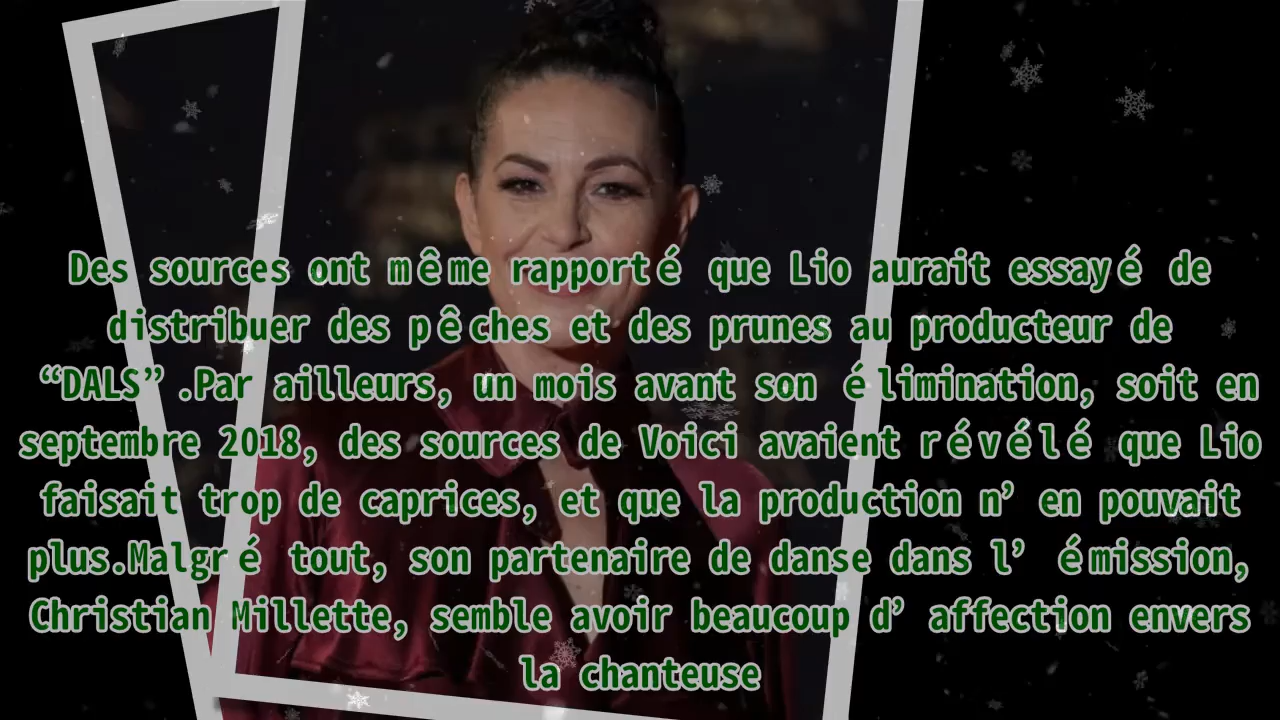 Des sources ont même rapporté que Lio aurait essayé de
distribuer des pêches et des prunes au producteur de
“DALS”.Par ailleurs, un mois avant son élimination, soit en
septembre 2018, des sources de Voici avaient révélé que Lio
faisait trop de caprices, et que la production n’en pouvait
plus.Malgré tout, son partenaire de danse dans l’émission,
Christian Millette, semble avoir beaucoup d’affection envers
la chanteuse